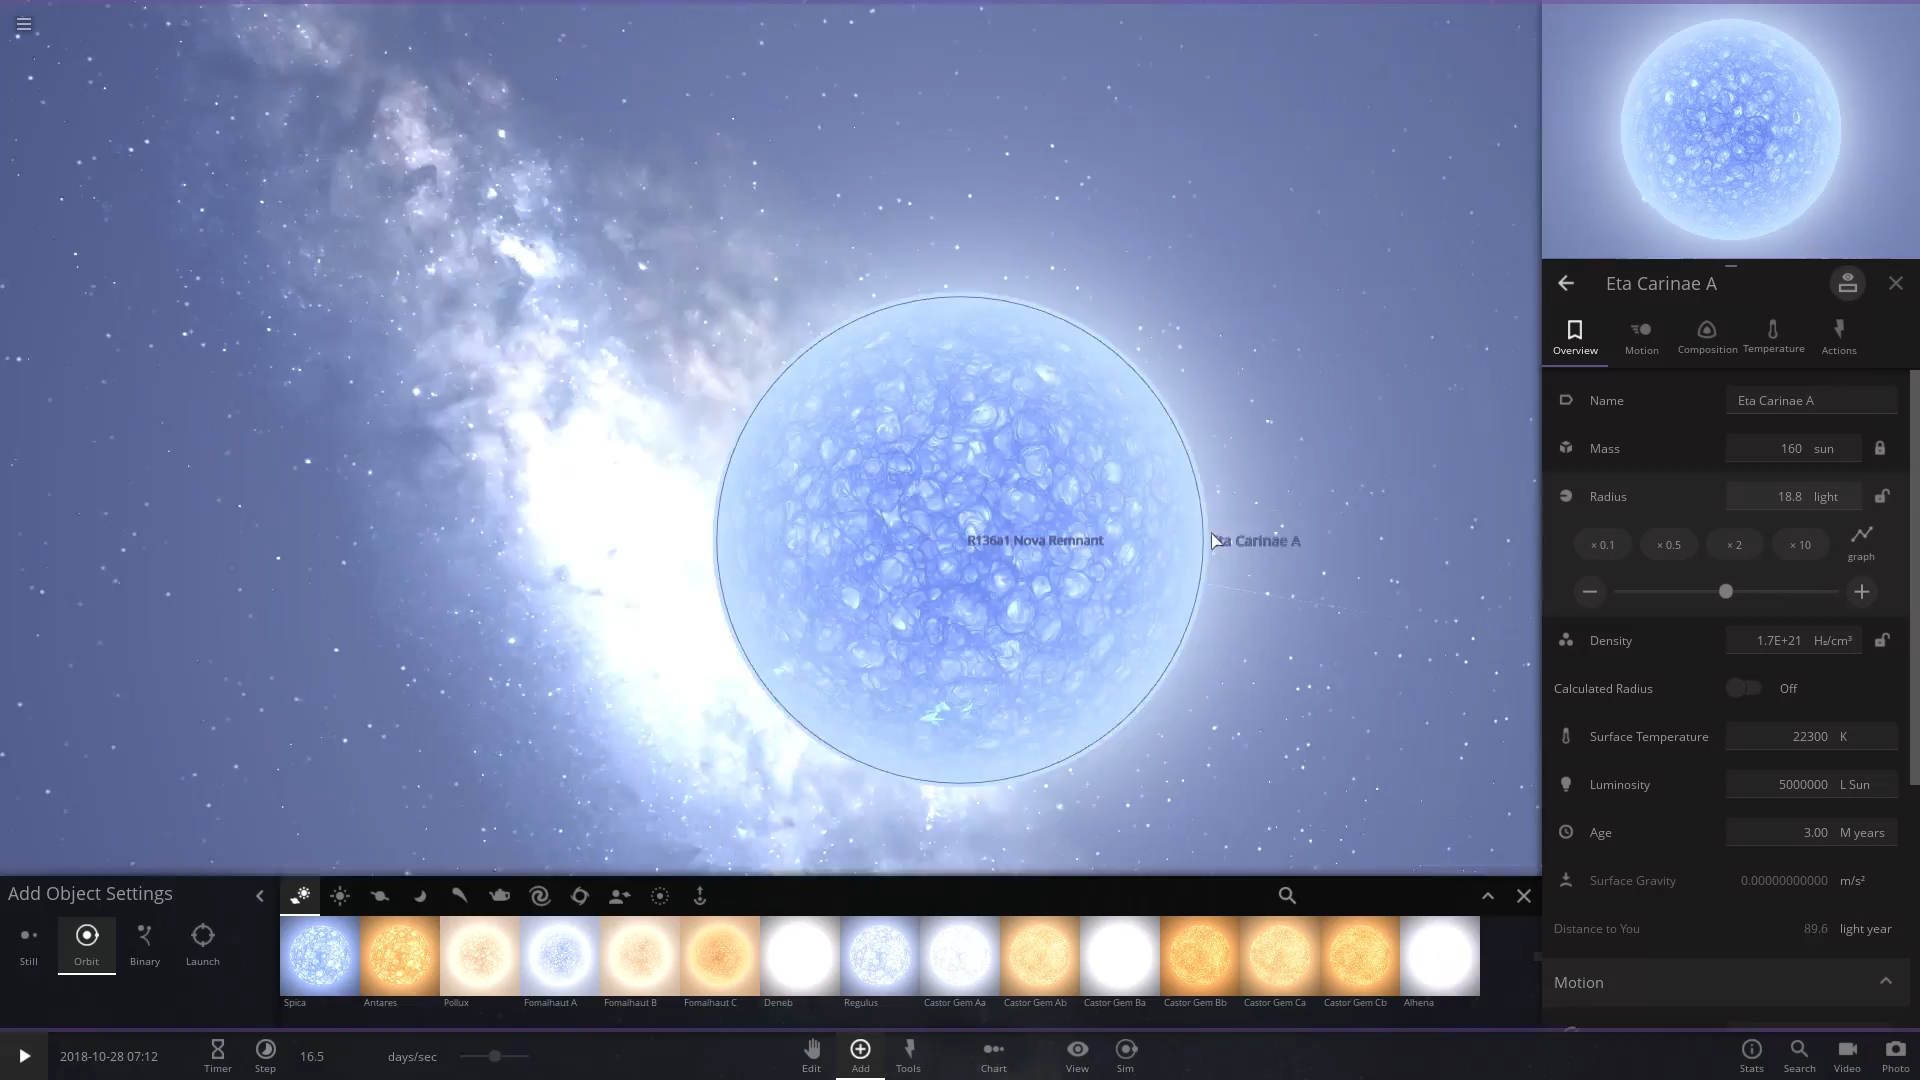 Eta Carinae A
Overview
Motion
Composition
Temperature
Actions
Name
Eta Carinae A
Mass
160 sun
Radius
18.8 light
× 0.1
× 0.5
× 2
× 10
graph
R136a1 Nova Remnant
ta Carinae A
Density
1.7E+21 H₂/cm³
Calculated Radius
Off
Surface Temperature
22300 K
Luminosity
5000000 L Sun
Age
3.00 M years
Surface Gravity
0.00000000000 m/s²
Distance to You
89.6 light year
Motion
Add Object Settings
Still
Orbit
Binary
Launch
Spica
Antares
Pollux
Fomalhaut A
Fomalhaut B
Fomalhaut C
Deneb
Regulus
Castor Gem Aa
Castor Gem Ab
Castor Gem Ba
Castor Gem Bb
Castor Gem Ca
Castor Gem Cb
Alhena
2018-10-28 07:12
Timer
Step
16.5 days/sec
Edit
Add
Tools
Chart
View
Sim
Stats
Search
Video
Photo